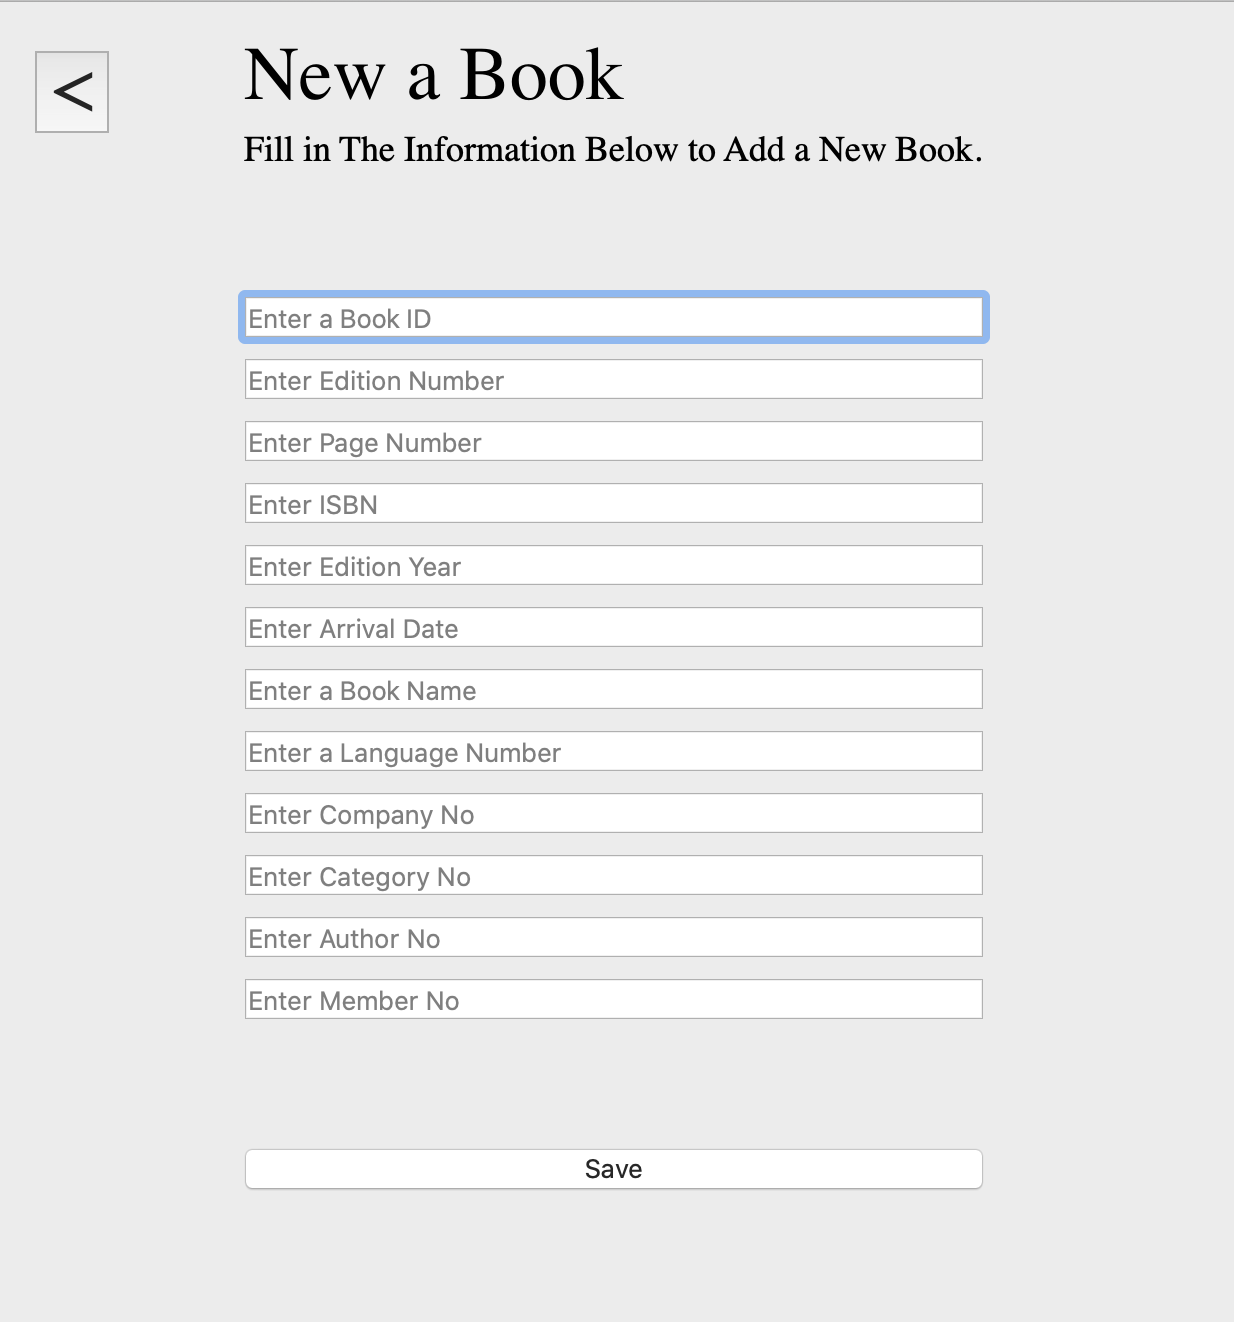 <
New a Book
Fill in The Information Below to Add a New Book.
Enter a Book ID
Enter Edition Number
Enter Page Number
Enter ISBN
Enter Edition Year
Enter Arrival Date
Enter a Book Name
Enter a Language Number
Enter Company No
Enter Category No
Enter Author No
Enter Member No
Save